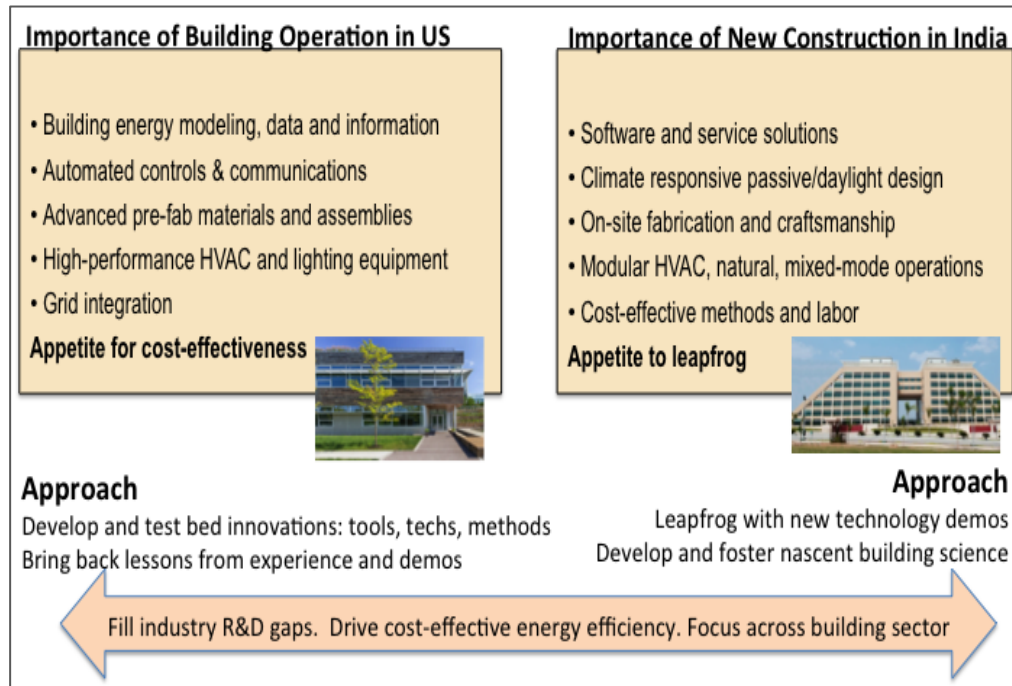 Importance of Building Operation in US
• Building energy modeling, data and information
• Automated controls & communications
• Advanced pre-fab materials and assemblies
• High-performance HVAC and lighting equipment
• Grid integration
Appetite for cost-effectiveness
Importance of New Construction in India
• Software and service solutions
• Climate responsive passive/daylight design
• On-site fabrication and craftsmanship
• Modular HVAC, natural, mixed-mode operations
• Cost-effective methods and labor
Appetite to leapfrog
Approach
Develop and test bed innovations: tools, techs, methods
Bring back lessons from experience and demos
Approach
Leapfrog with new technology demos
Develop and foster nascent building science
Fill industry R&D gaps. Drive cost-effective energy efficiency. Focus across building sector